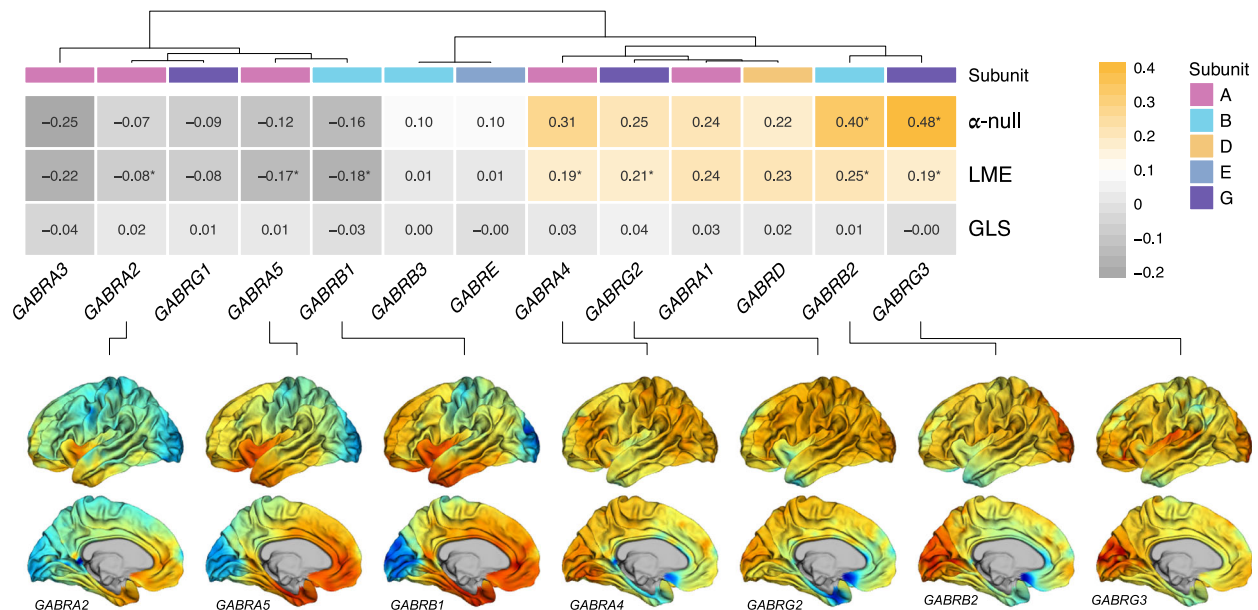 Subunit
−0.25 −0.07 −0.09 −0.12 −0.16 0.10 0.10 0.31 0.25 0.24 0.22 0.40* 0.48* α-null
−0.22 −0.08* −0.08 −0.17* −0.18* 0.01 0.01 0.19* 0.21* 0.24 0.23 0.25* 0.19* LME
−0.04 0.02 0.01 0.01 −0.03 0.00 −0.00 0.03 0.04 0.03 0.02 0.01 −0.00 GLS
GABRA3 GABRA2 GABRG1 GABRA5 GABRB1 GABRB3 GABRE GABRA4 GABRG2 GABRA1 GABRD GABRB2 GABRG3
0.4
0.3
0.2
0.1
0
−0.1
−0.2
Subunit
A
B
D
E
G
GABRA2 GABRA5 GABRB1 GABRA4 GABRG2 GABRB2 GABRG3